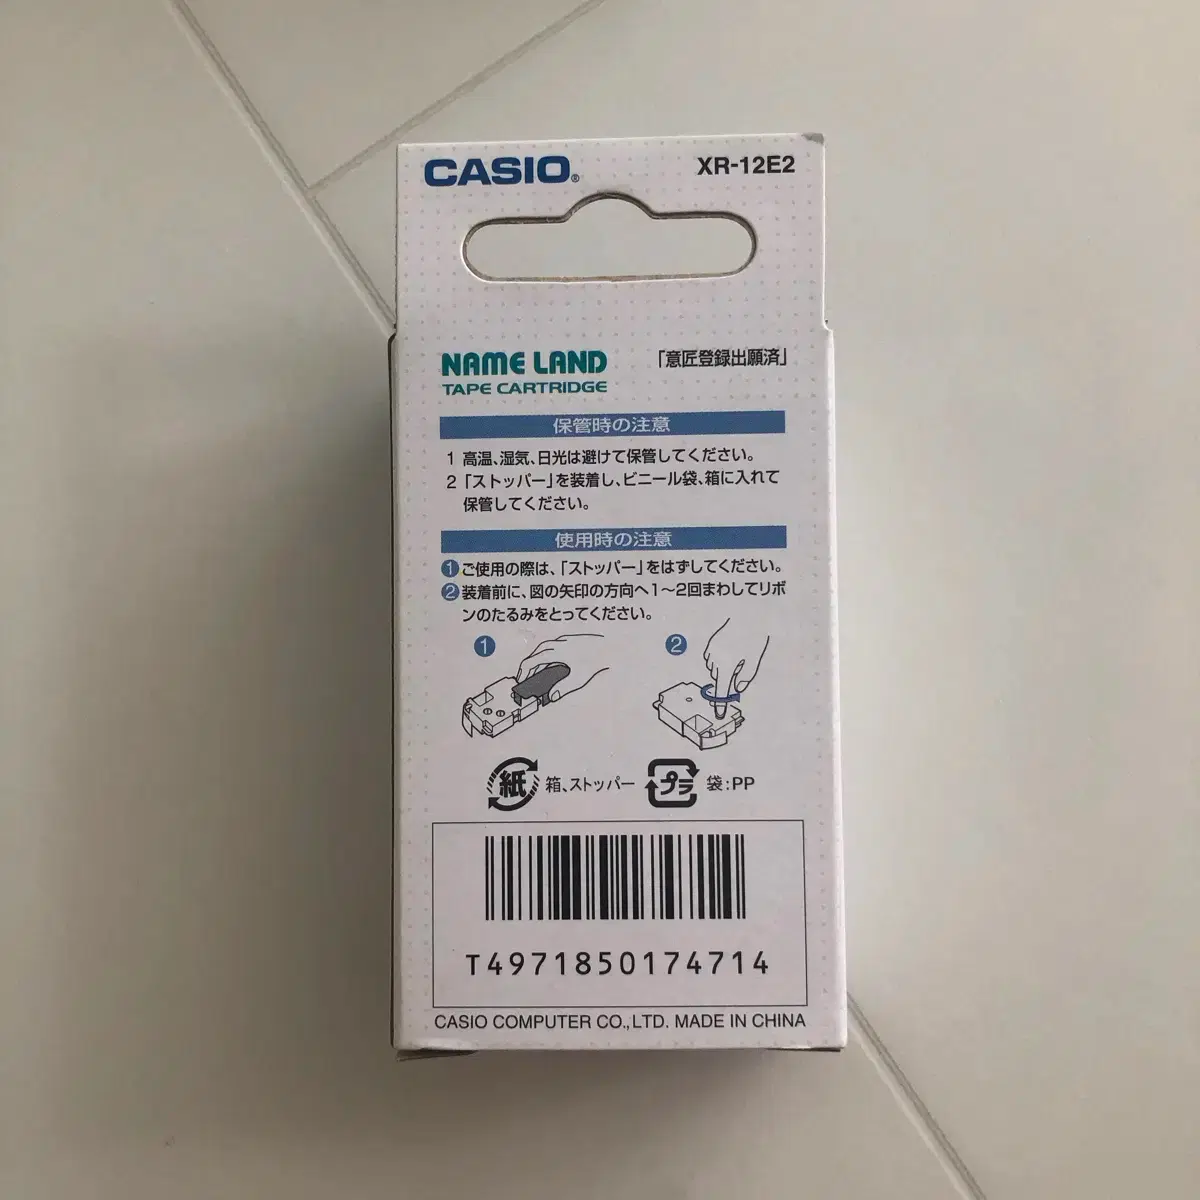 CASIO®
XR-12E2
NAME LAND
TAPE CARTRIDGE
「意匠登録出願済」
保管時の注意
1 高温、湿気、日光は避けて保管してください。
2 「ストッパー」を装着し、ビニール袋、箱に入れて
保管してください。
使用時の注意
1 ご使用の際は、「ストッパー」をはずしてください。
2 装着前に、図の矢印の方向へ1〜2回まわしてリボ
ンのたるみをとってください。
1
2
紙 箱、ストッパー
プラ 袋:PP
T4971850174714
CASIO COMPUTER CO.,LTD. MADE IN CHINA